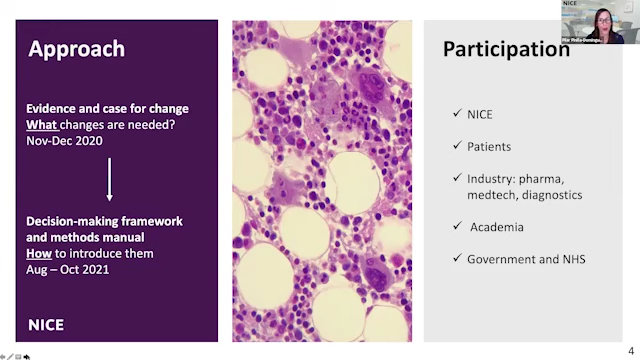 Approach
Evidence and case for change
What changes are needed?
Nov-Dec 2020
Decision-making framework
and methods manual
How to introduce them
Aug – Oct 2021
NICE
Participation
✓ NICE
✓ Patients
✓ Industry: pharma,
medtech, diagnostics
✓ Academia
✓ Government and NHS
NICE
4